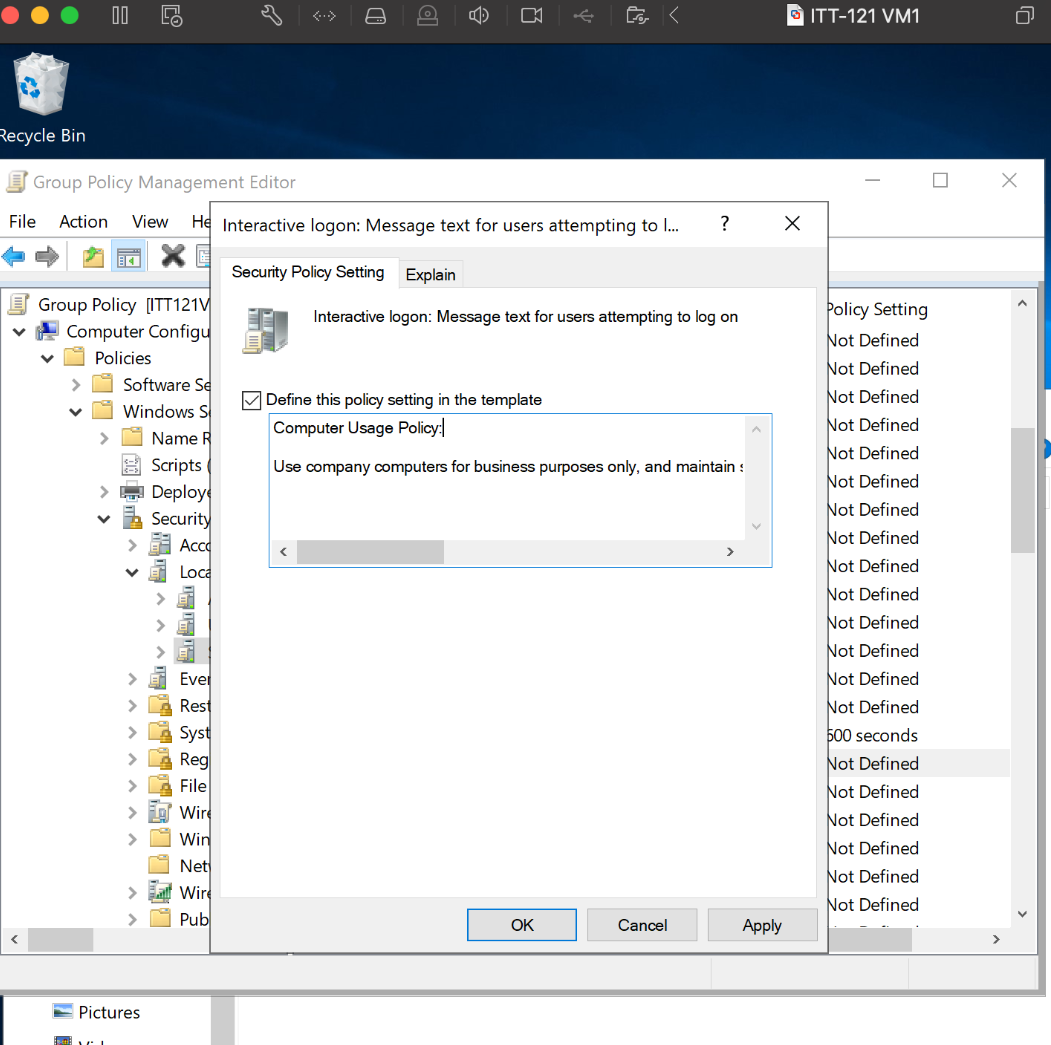 ITT-121 VM1
Recycle Bin
Group Policy Management Editor
File Action View He
Interactive logon: Message text for users attempting to l...
?
Security Policy Setting
Explain
Interactive logon: Message text for users attempting to log on
Define this policy setting in the template
Computer Usage Policy:
Use company computers for business purposes only, and maintain s
OK
Cancel
Apply
Group Policy [ITT121V
Computer Configu
Policies
Software Se
Windows S
Name R
Scripts (
Deploye
Security
Acco
Loca
Ever
Rest
Syst
Reg
File
Wire
Win
Netw
Wire
Pub
Policy Setting
Not Defined
Not Defined
Not Defined
Not Defined
Not Defined
Not Defined
Not Defined
Not Defined
Not Defined
Not Defined
Not Defined
Not Defined
Not Defined
Not Defined
600 seconds
Not Defined
Not Defined
Not Defined
Not Defined
Not Defined
Not Defined
Pictures